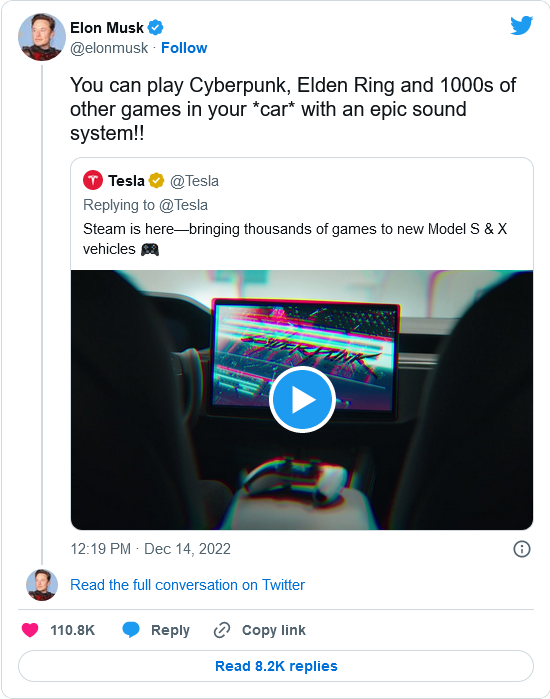 Elon Musk
@elonmusk · Follow
You can play Cyberpunk, Elden Ring and 1000s of
other games in your *car* with an epic sound
system!!
Tesla @Tesla
Replying to @Tesla
Steam is here—bringing thousands of games to new Model S & X
vehicles 🎮
CYBERPUNK
12:19 PM · Dec 14, 2022
Read the full conversation on Twitter
110.8K Reply Copy link
Read 8.2K replies